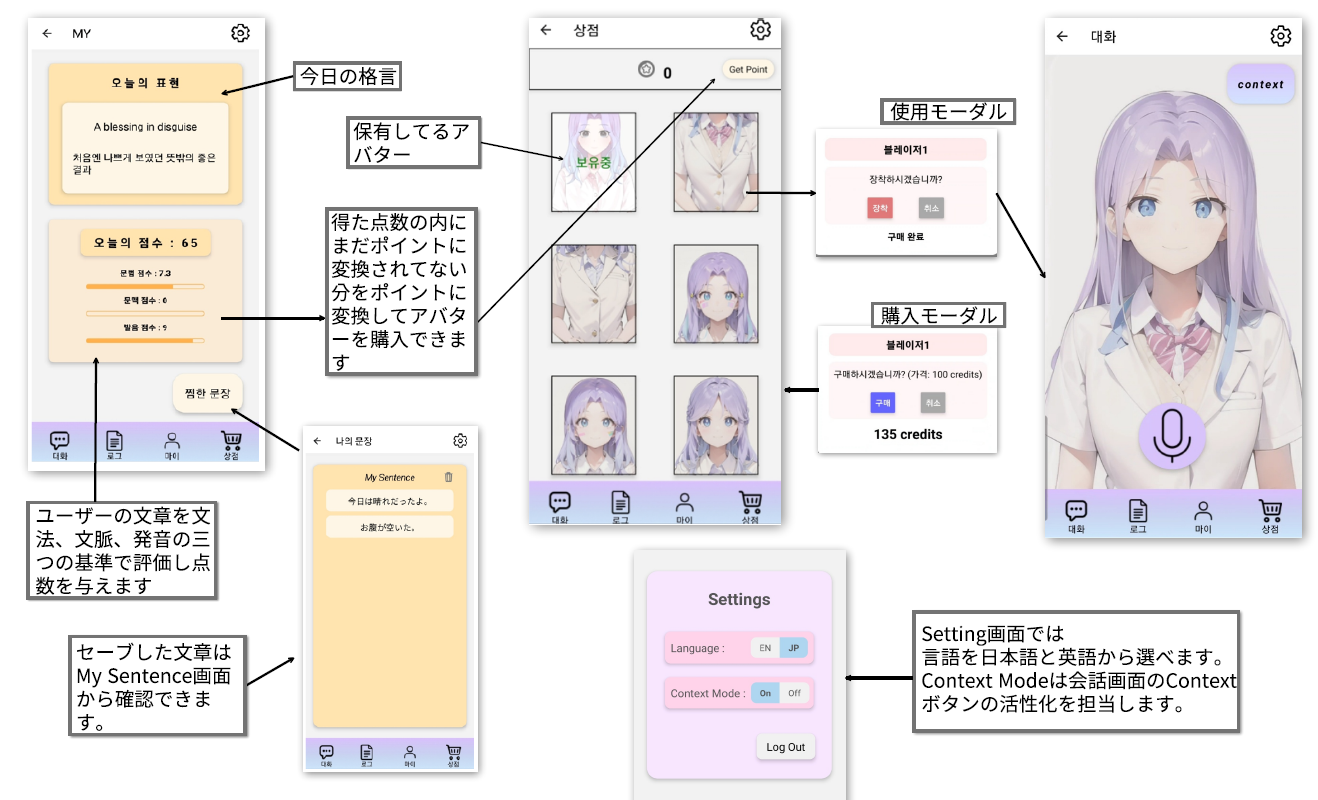 MY
오늘의 표현
A blessing in disguise
처음엔 나쁘게 보였던 뜻밖의 좋은
결과
오늘의 점수 : 65
문법 점수 : 7.3
문맥 점수 : 0
발음 점수 : 9
찜한 문장
대화
로그
마이
상점
今日の格言
保有してるア
バター
得た点数の内に
まだポイントに
変換されてない
分をポイントに
変換してアバタ
ーを購入できま
す
ユーザーの文章を文
法、文脈、発音の三
つの基準で評価し点
数を与えます
セーブした文章は
My Sentence画面
から確認できま
す。
나의 문장
My Sentence
今日は晴れだったよ。
お腹が空いた。
대화
로그
마이
상점
상점
0
Get Point
보유중
대화
로그
마이
상점
使用モーダル
블레이저1
장착하시겠습니까?
장착
취소
구매 완료
購入モーダル
블레이저1
구매하시겠습니까? (가격: 100 credits)
구매
취소
135 credits
대화
context
대화
로그
마이
상점
Settings
Language :
EN
JP
Context Mode :
On
Off
Log Out
Setting画面では
言語を日本語と英語から選べます。
Context Modeは会話画面のContext
ボタンの活性化を担当します。